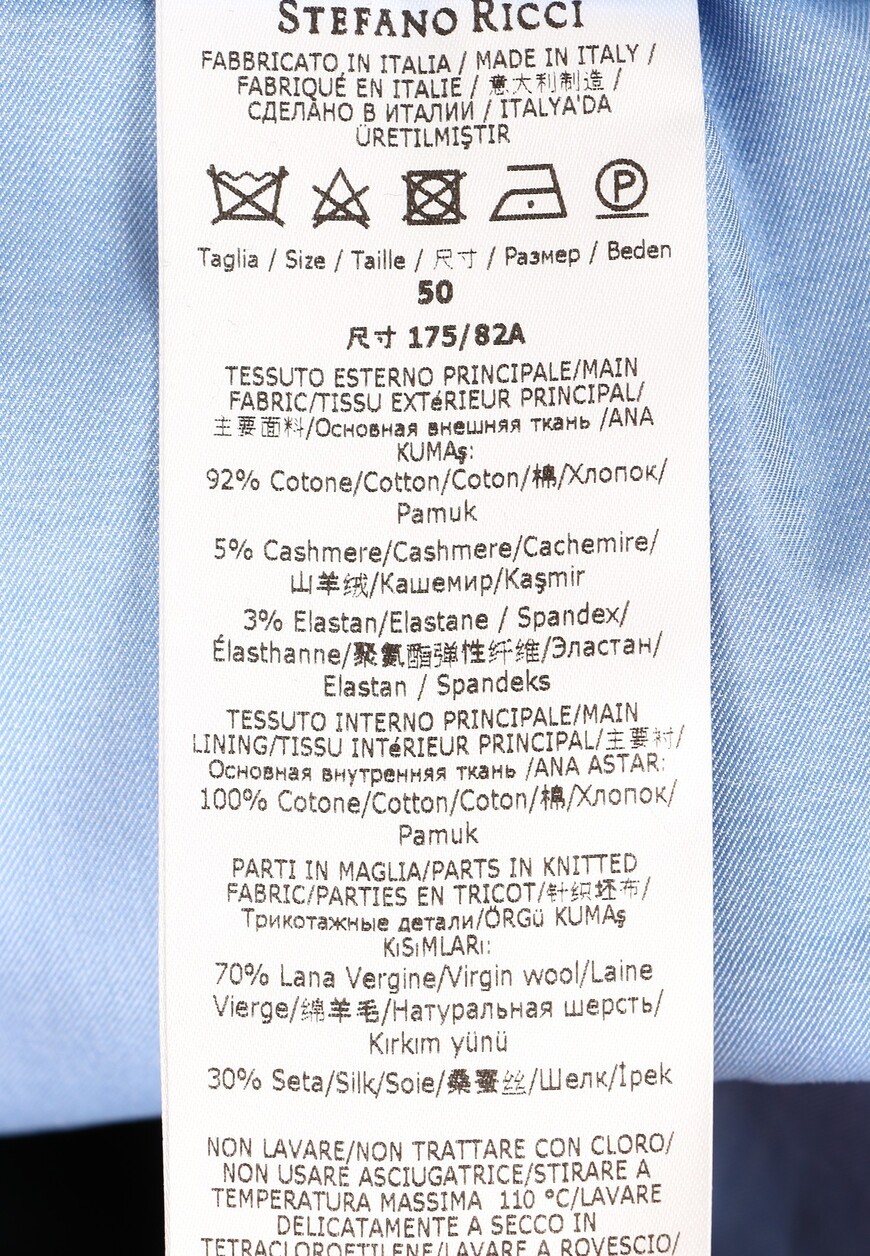 STEFANO RICCI
FABBRICATO IN ITALIA / MADE IN ITALY /
FABRIQUÉ EN ITALIE / 意大利制造 /
СДЕЛАНО В ИТАЛИИ / ITALYA'DA
ÜRETILMIŞTIR
P
Taglia / Size / Taille / 尺寸 / Размер / Beden
50
尺寸 175/82A
TESSUTO ESTERNO PRINCIPALE/MAIN
FABRIC/TISSU EXTéRIEUR PRINCIPAL/
主要面料/Основная внешняя ткань /ANA
KUMAş:
92% Cotone/Cotton/Coton/棉/Хлопок/
Pamuk
5% Cashmere/Cashmere/Cachemire/
山羊绒/Кашемир/Kaşmir
3% Elastan/Elastane / Spandex/
Élasthanne/聚氨酯弹性纤维/Эластан/
Elastan / Spandeks
TESSUTO INTERNO PRINCIPALE/MAIN
LINING/TISSU INTéRIEUR PRINCIPAL/主要衬/
Основная внутренняя ткань /ANA ASTAR:
100% Cotone/Cotton/Coton/棉/Хлопок/
Pamuk
PARTI IN MAGLIA/PARTS IN KNITTED
FABRIC/PARTIES EN TRICOT/针织坯布/
Трикотажные детали/ÖRGü KUMAş
KıSıMLARı:
70% Lana Vergine/Virgin wool/Laine
Vierge/绵羊毛/Натуральная шерсть/
Kırkım yünü
30% Seta/Silk/Soie/桑蚕丝/Шелк/İpek
NON LAVARE/NON TRATTARE CON CLORO/
NON USARE ASCIUGATRICE/STIRARE A
TEMPERATURA MASSIMA 110 °C/LAVARE
DELICATAMENTE A SECCO IN
TETRACLOROETILENE/LAVARE A ROVESCIO/